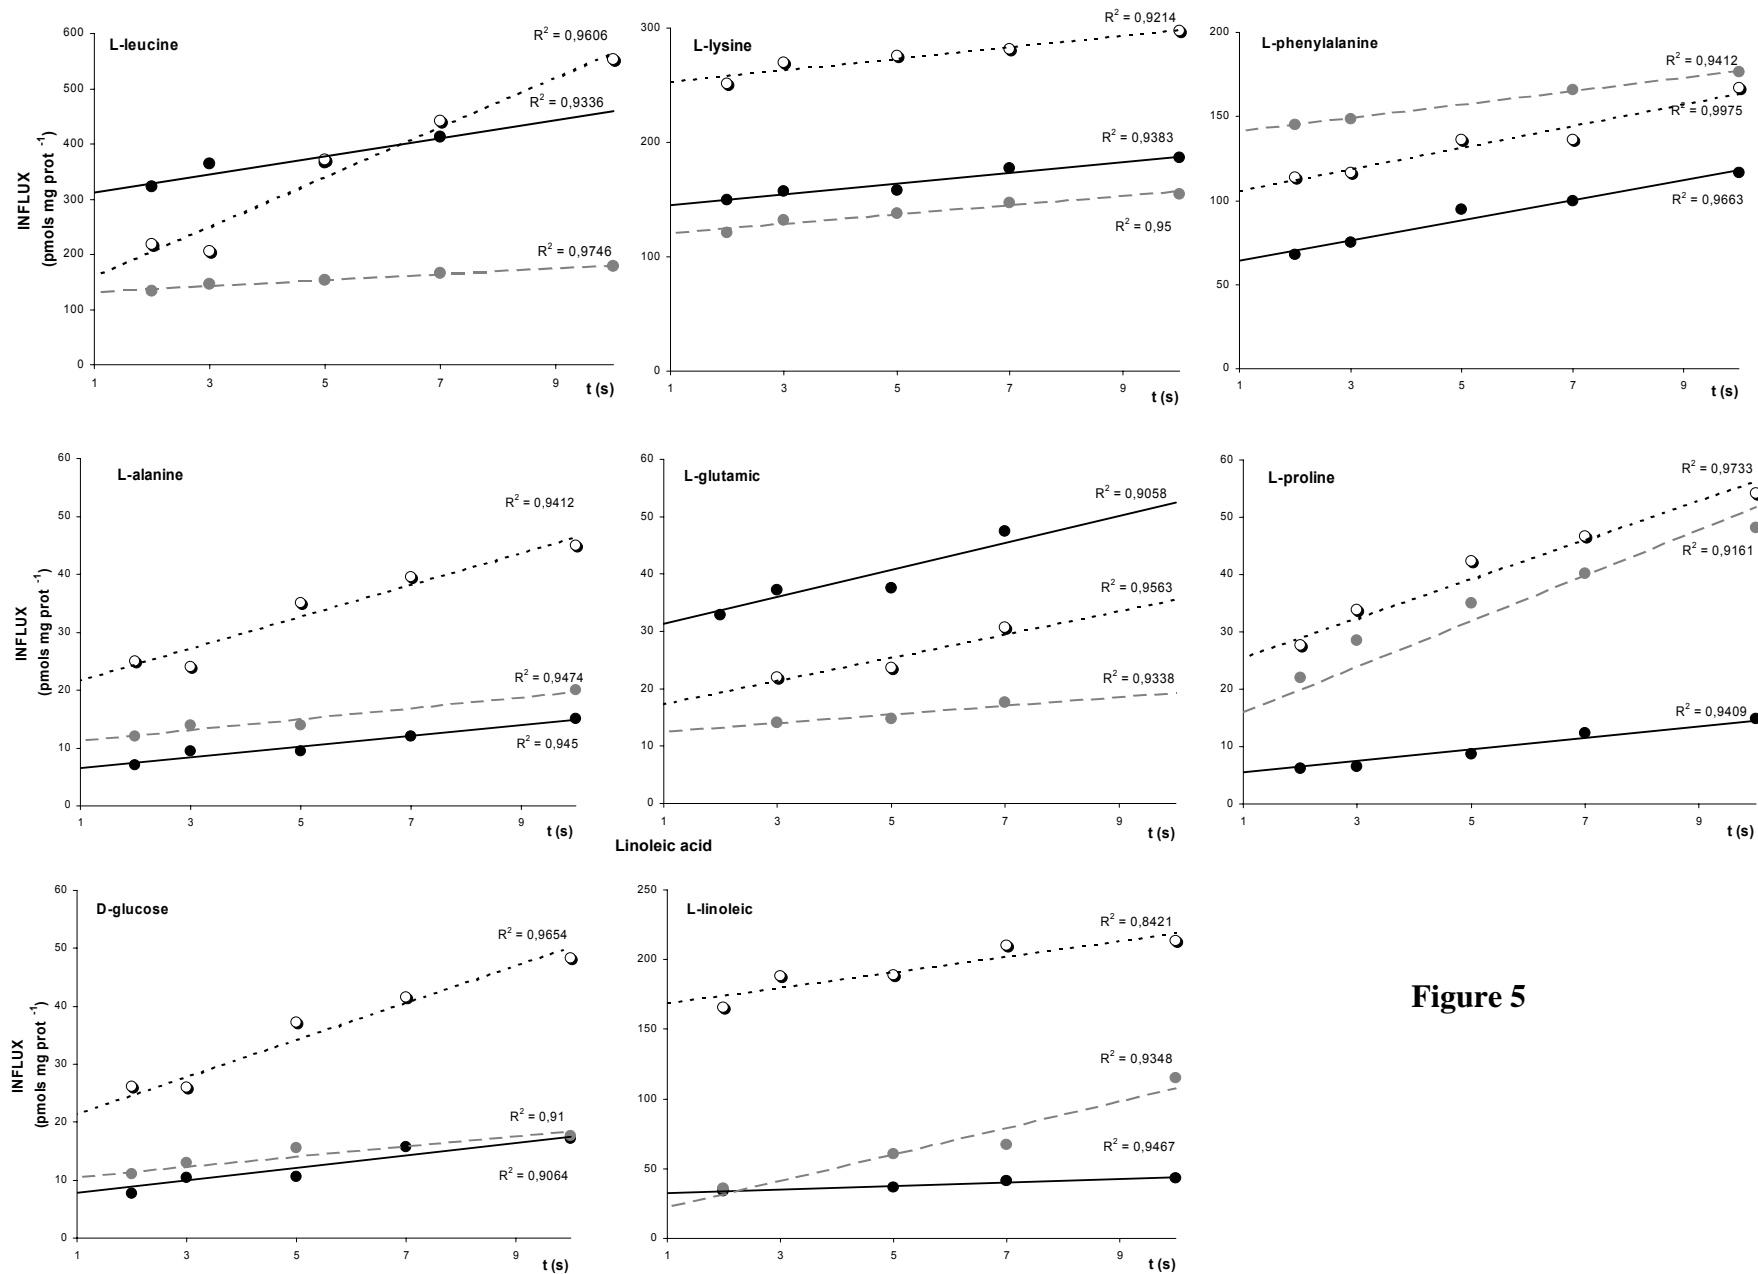 L-leucine
R² = 0,9606
R² = 0,9336
R² = 0,9746
600
500
400
300
200
100
0
INFLUX
(pmols mg prot ⁻¹)
1 3 5 7 9
t (s)
L-lysine
R² = 0,9214
R² = 0,9383
R² = 0,95
300
200
100
0
1 3 5 7 9
t (s)
L-phenylalanine
R² = 0,9412
R² = 0,9975
R² = 0,9663
200
150
100
50
0
1 3 5 7 9
t (s)
L-alanine
R² = 0,9412
R² = 0,9474
R² = 0,945
60
50
40
30
20
10
0
INFLUX
(pmols mg prot ⁻¹)
1 3 5 7 9
t (s)
L-glutamic
R² = 0,9058
R² = 0,9563
R² = 0,9338
60
50
40
30
20
10
0
1 3 5 7 9
t (s)
L-proline
R² = 0,9733
R² = 0,9161
R² = 0,9409
60
50
40
30
20
10
0
1 3 5 7 9
t (s)
Linoleic acid
D-glucose
R² = 0,9654
R² = 0,91
R² = 0,9064
60
50
40
30
20
10
0
INFLUX
(pmols mg prot ⁻¹)
1 3 5 7 9
t (s)
L-linoleic
R² = 0,8421
R² = 0,9348
R² = 0,9467
250
200
150
100
50
0
1 3 5 7 9
t (s)
Figure 5